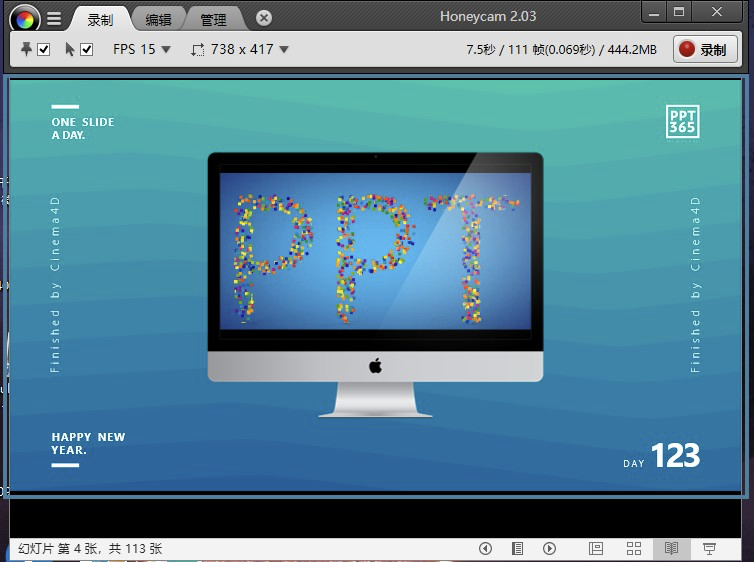 录制
编辑
管理
Honeycam 2.03
FPS 15
738 x 417
7.5秒 / 111 帧(0.069秒) / 444.2MB
录制
ONE SLIDE
A DAY.
PPT
365
Finished by Cinema4D
PPT
Finished by Cinema4D
HAPPY NEW
YEAR.
DAY 123
幻灯片 第 4 张，共 113 张